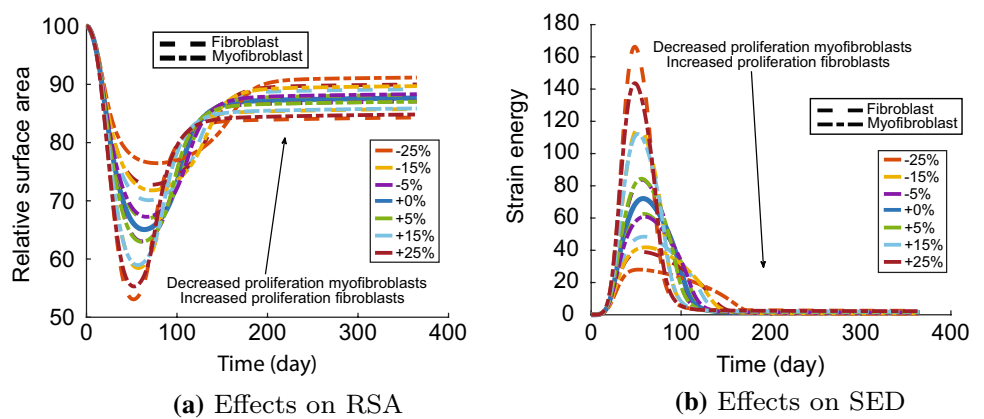 100
90
80
70
60
50
0
100
200
300
400
Relative surface area
Time (day)
Fibroblast
Myofibroblast
-25%
-15%
-5%
+0%
+5%
+15%
+25%
Decreased proliferation myofibroblasts
Increased proliferation fibroblasts
(a) Effects on RSA
180
160
140
120
100
80
60
40
20
0
0
100
200
300
400
Strain energy
Time (day)
Decreased proliferation myofibroblasts
Increased proliferation fibroblasts
Fibroblast
Myofibroblast
-25%
-15%
-5%
+0%
+5%
+15%
+25%
(b) Effects on SED